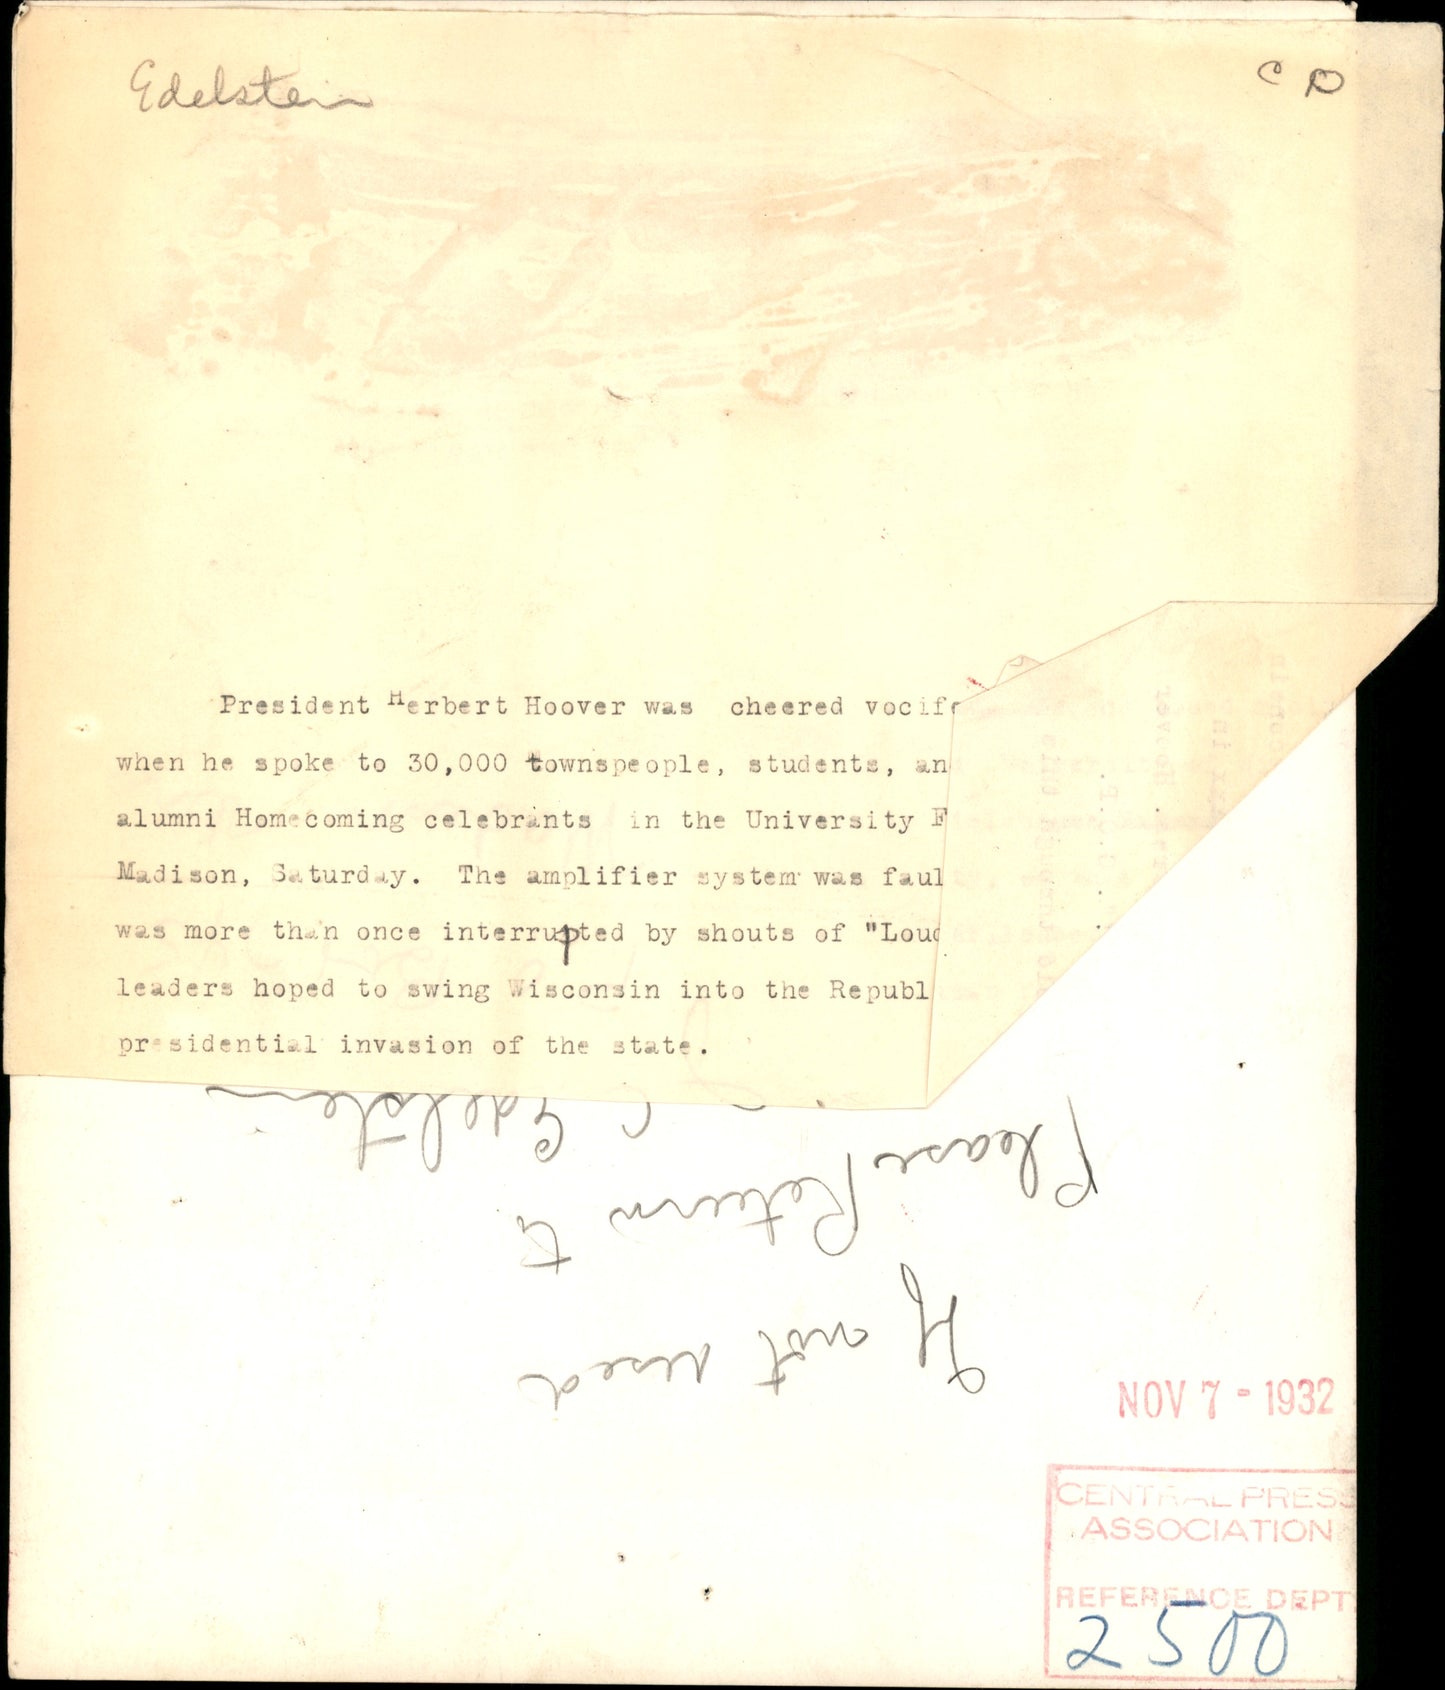 Edelstein
C D
President Herbert Hoover was cheered vocif
when he spoke to 30,000 townspeople, students, an
alumni Homecoming celebrants in the University F
Madison, Saturday. The amplifier system was faul
was more than once interrupted by shouts of "Loud
leaders hoped to swing Wisconsin into the Republ
presidential invasion of the state.
If not used
Please Return to
Edelstein
NOV 7 - 1932
CENTRAL PRESS
ASSOCIATION
REFERENCE DEPT
2500